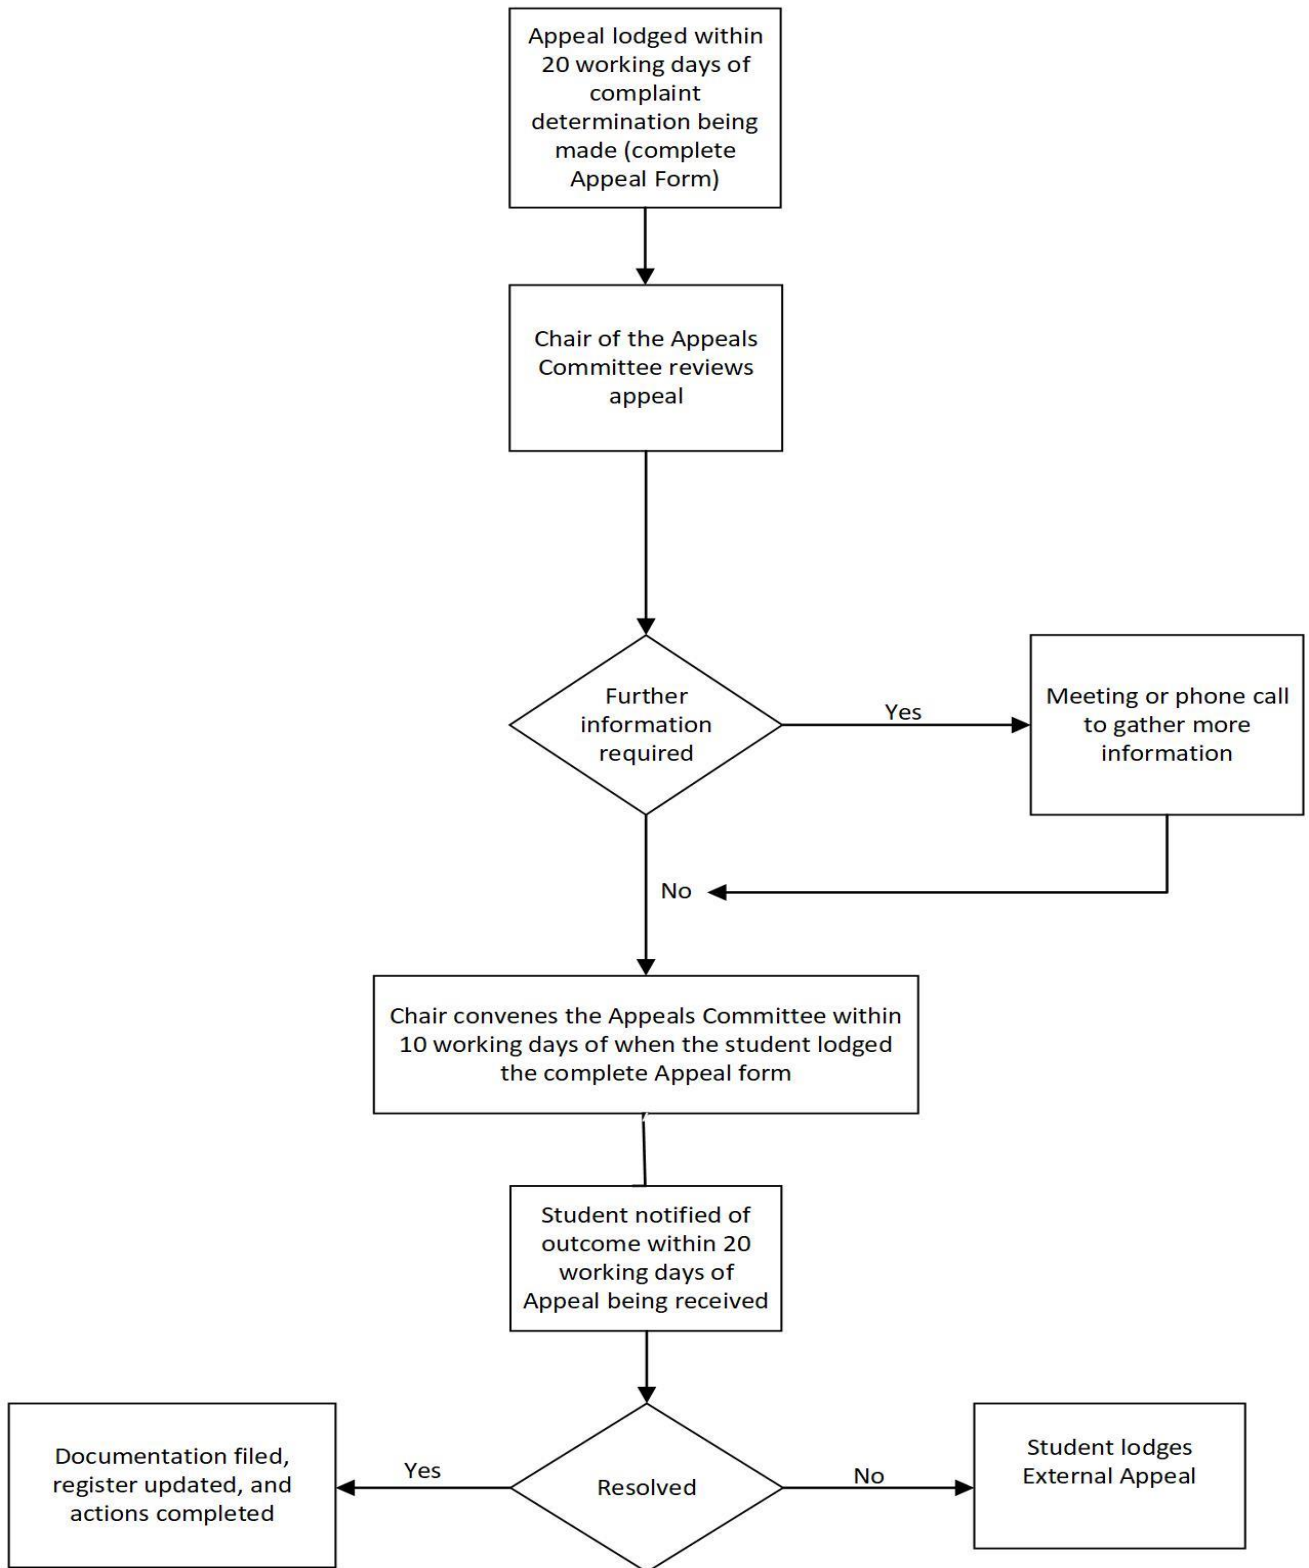 Appeal lodged within
20 working days of
complaint
determination being
made (complete
Appeal Form)
Chair of the Appeals
Committee reviews
appeal
Further
information
required
Yes
Meeting or phone call
to gather more
information
No
Chair convenes the Appeals Committee within
10 working days of when the student lodged
the complete Appeal form
Student notified of
outcome within 20
working days of
Appeal being received
Documentation filed,
register updated, and
actions completed
Yes
Resolved
No
Student lodges
External Appeal